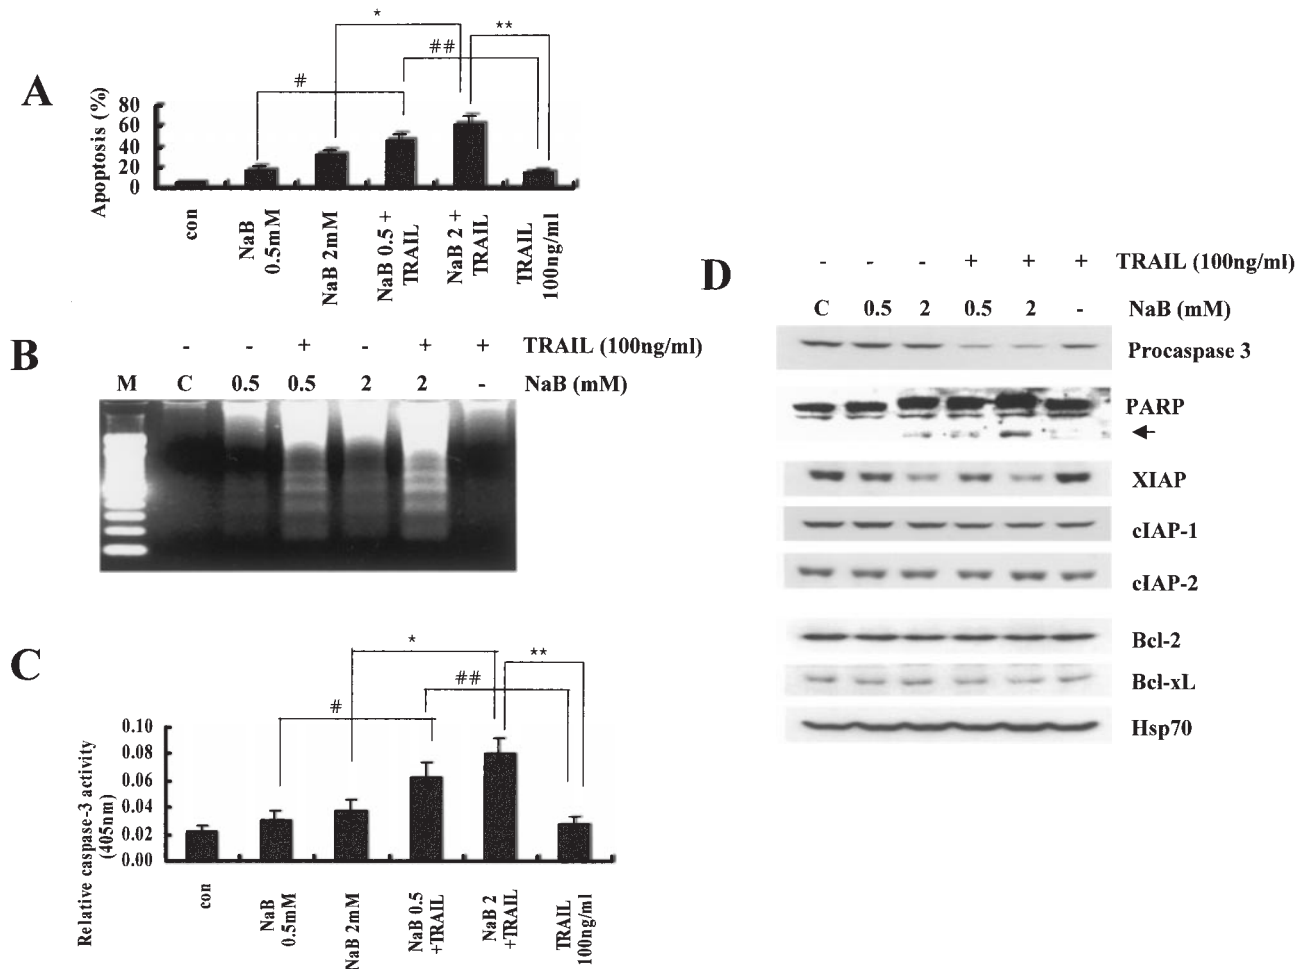 A
*
**
##
#
Apoptosis (%)
80
60
40
20
0
con
NaB 0.5mM
NaB 2mM
NaB 0.5 + TRAIL
NaB 2 + TRAIL
TRAIL 100ng/ml
B
- - + - + + TRAIL (100ng/ml)
M C 0.5 0.5 2 2 - NaB (mM)
C
*
**
##
#
Relative caspase-3 activity (405nm)
0.10
0.08
0.06
0.04
0.02
0.00
con
NaB 0.5mM
NaB 2mM
NaB 0.5 +TRAIL
NaB 2 +TRAIL
TRAIL 100ng/ml
D
- - - + + + TRAIL (100ng/ml)
C 0.5 2 0.5 2 - NaB (mM)
Procaspase 3
PARP
XIAP
cIAP-1
cIAP-2
Bcl-2
Bcl-xL
Hsp70